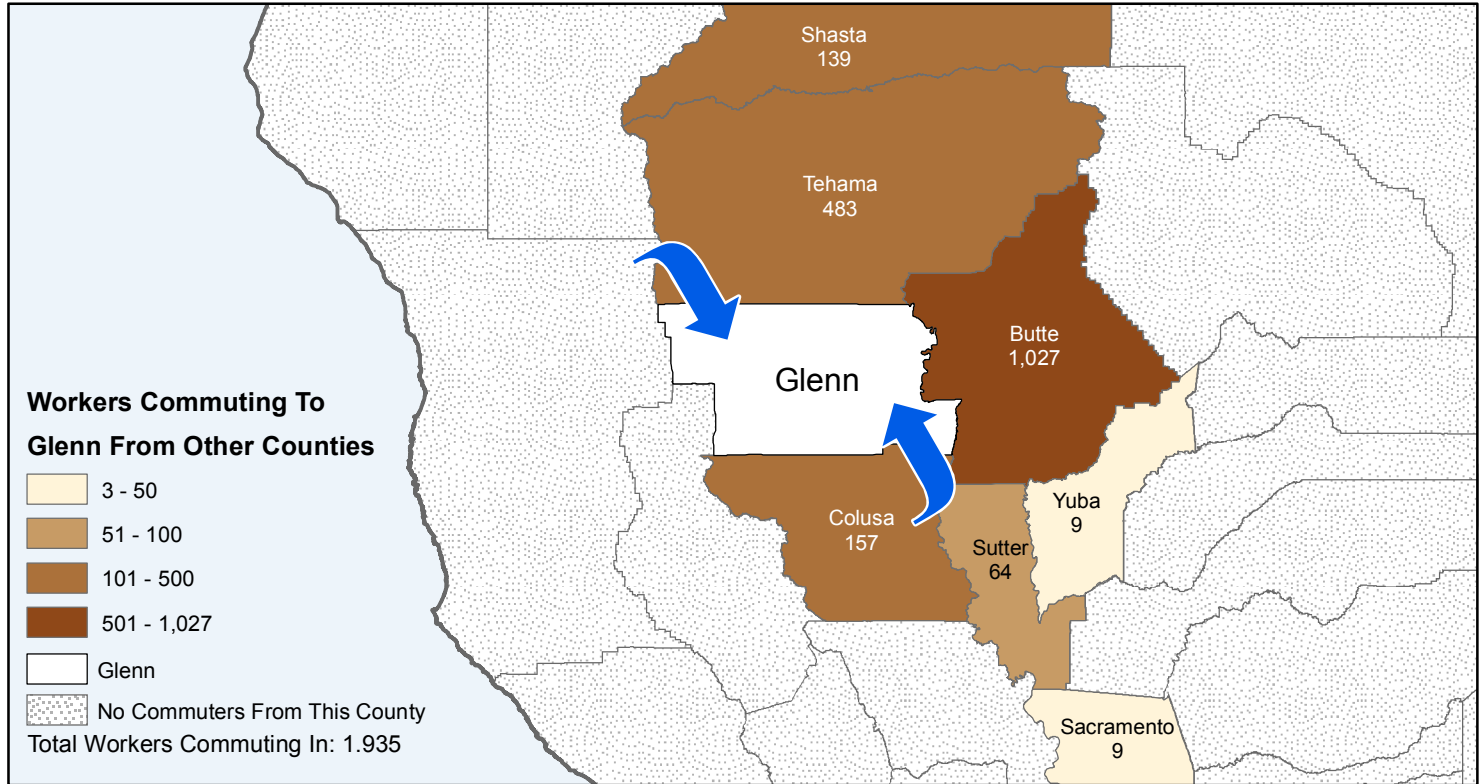 Shasta
139
Tehama
483
Butte
1,027
Glenn
Colusa
157
Sutter
64
Yuba
9
Sacramento
9
Workers Commuting To
Glenn From Other Counties
3 - 50
51 - 100
101 - 500
501 - 1,027
Glenn
No Commuters From This County
Total Workers Commuting In: 1.935